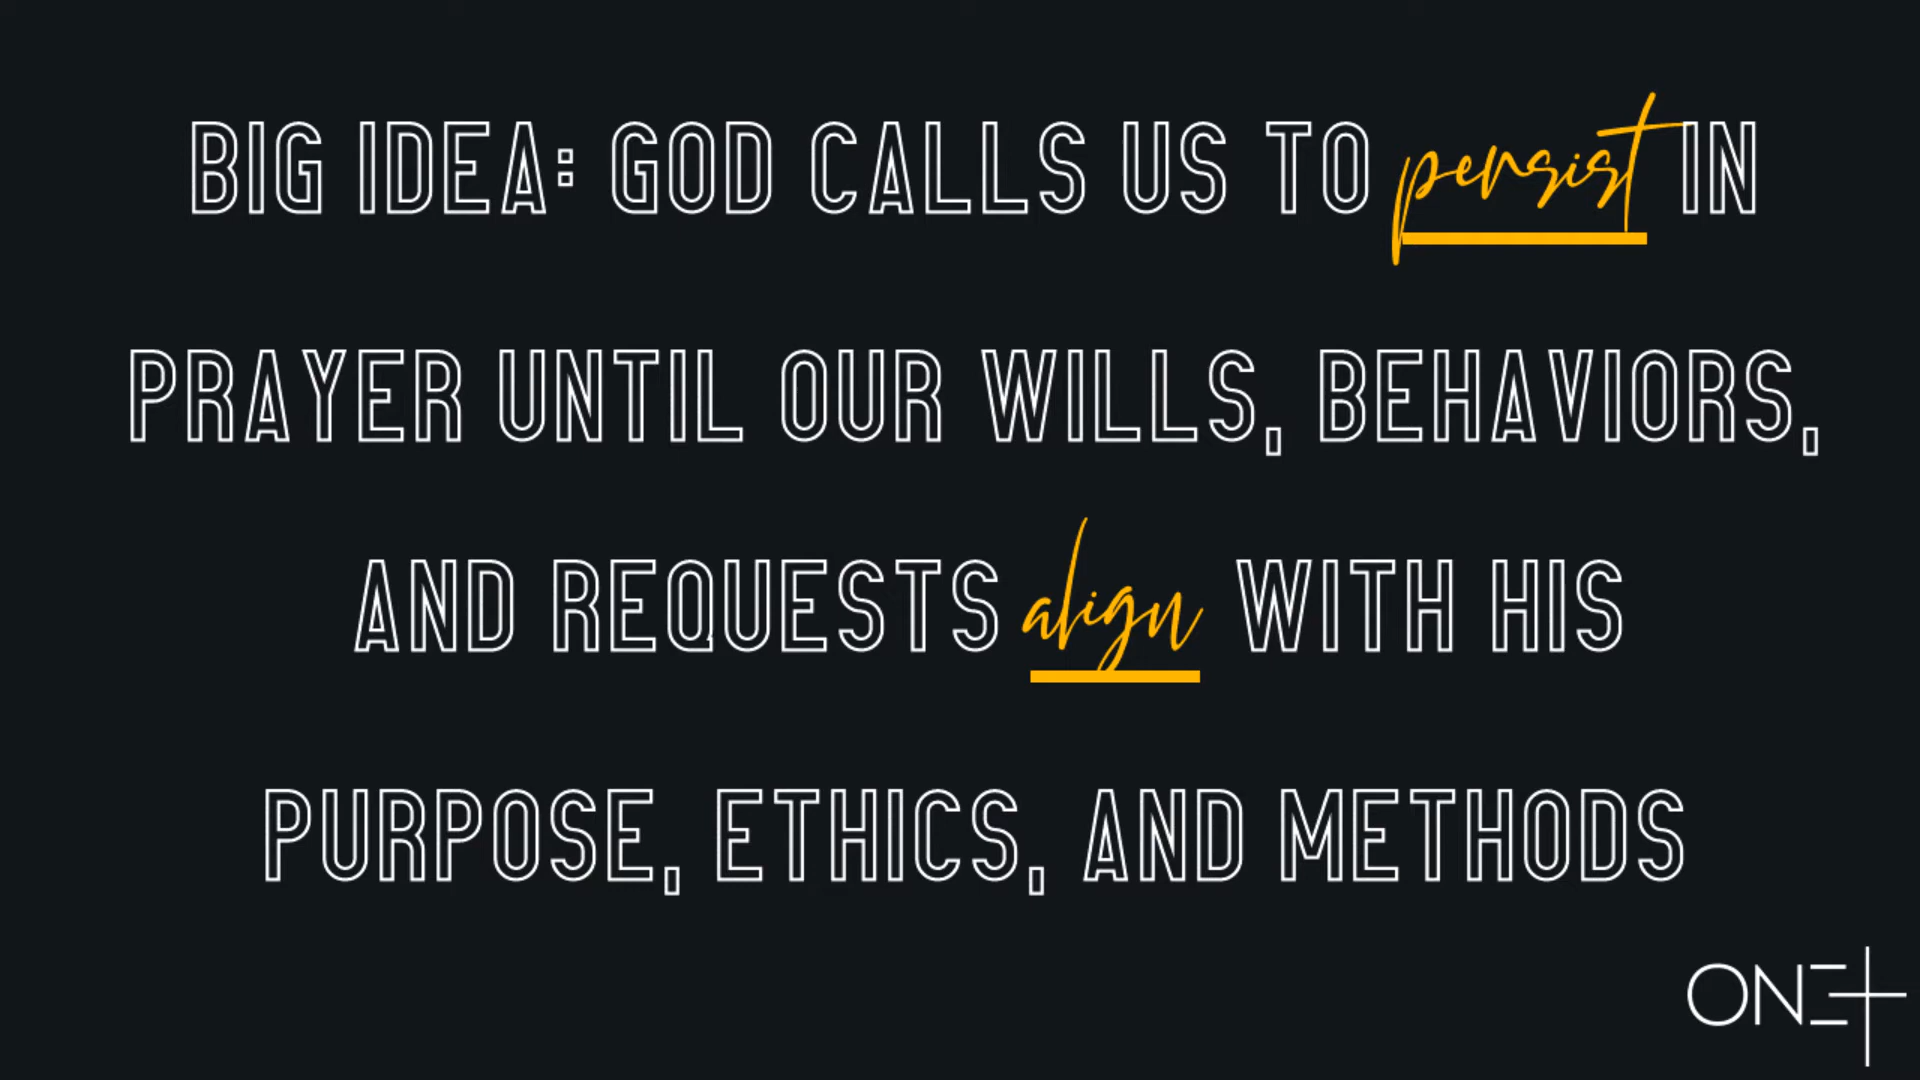 BIG IDEA: GOD CALLS US TO persist IN
PRAYER UNTIL OUR WILLS, BEHAVIORS,
AND REQUESTS align WITH HIS
PURPOSE, ETHICS, AND METHODS
ONE